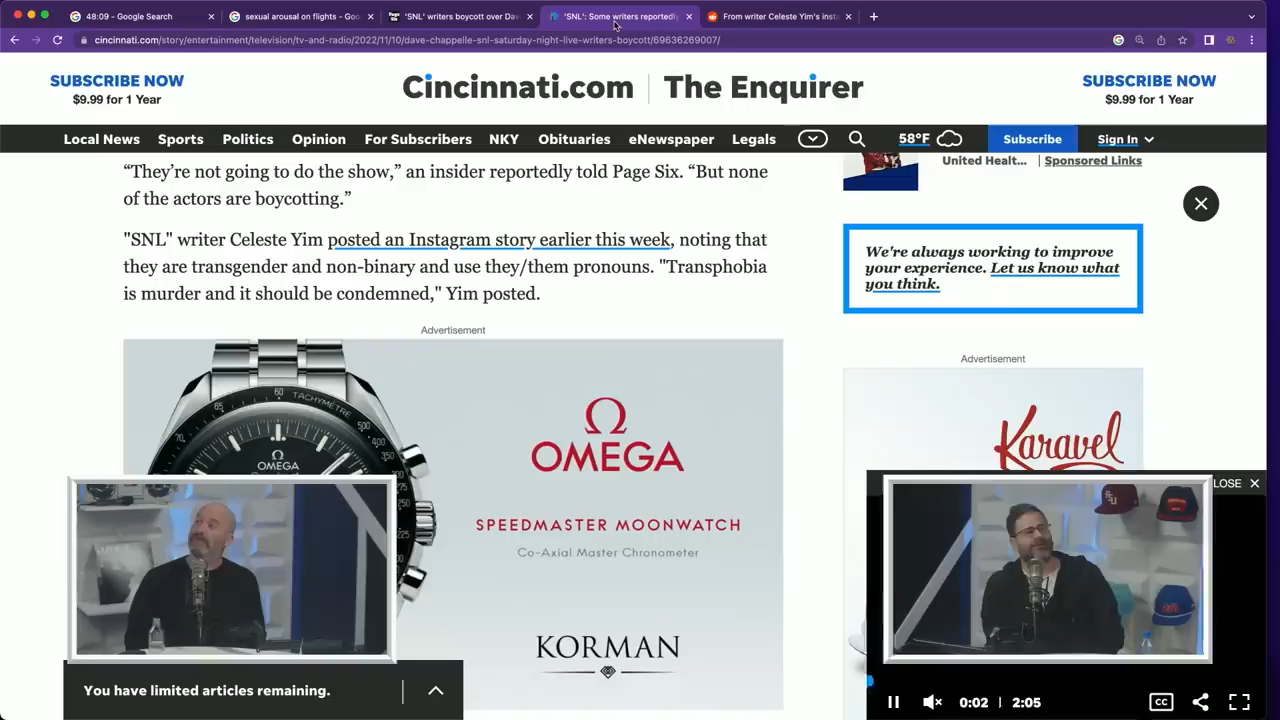 48:09 - Google Search
sexual arousal on flights - Goo
'SNL' writers boycott over Dav
'SNL': Some writers reportedly
From writer Celeste Yim's insta
cincinnati.com/story/entertainment/television/tv-and-radio/2022/11/10/dave-chappelle-snl-saturday-night-live-writers-boycott/69636269007/
SUBSCRIBE NOW
$9.99 for 1 Year
Cincinnati.com | The Enquirer
SUBSCRIBE NOW
$9.99 for 1 Year
Local News Sports Politics Opinion For Subscribers NKY Obituaries eNewspaper Legals 58°F Subscribe Sign In
“They’re not going to do the show,” an insider reportedly told Page Six. “But none
of the actors are boycotting.”
"SNL" writer Celeste Yim posted an Instagram story earlier this week, noting that
they are transgender and non-binary and use they/them pronouns. "Transphobia
is murder and it should be condemned," Yim posted.
United Healt... | Sponsored Links
We're always working to improve
your experience. Let us know what
you think.
Advertisement
TACHYMÈTRE
500
400
350
60
65
70
Ω
OMEGA
Ω
OMEGA
SPEEDMASTER MOONWATCH
Co-Axial Master Chronometer
KORMAN
Advertisement
Karavel
LOSE ✕
You have limited articles remaining.
0:02 | 2:05
CC